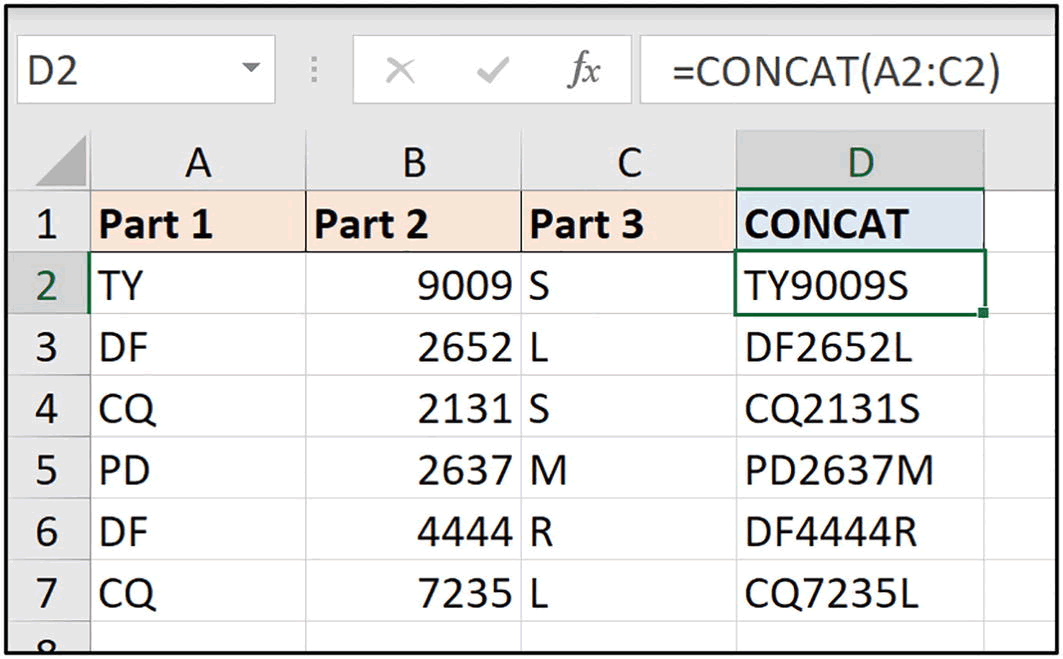 D2 fx =CONCAT(A2:C2)
A B C D
1 Part 1 Part 2 Part 3 CONCAT
2 TY 9009 S TY9009S
3 DF 2652 L DF2652L
4 CQ 2131 S CQ2131S
5 PD 2637 M PD2637M
6 DF 4444 R DF4444R
7 CQ 7235 L CQ7235L
8